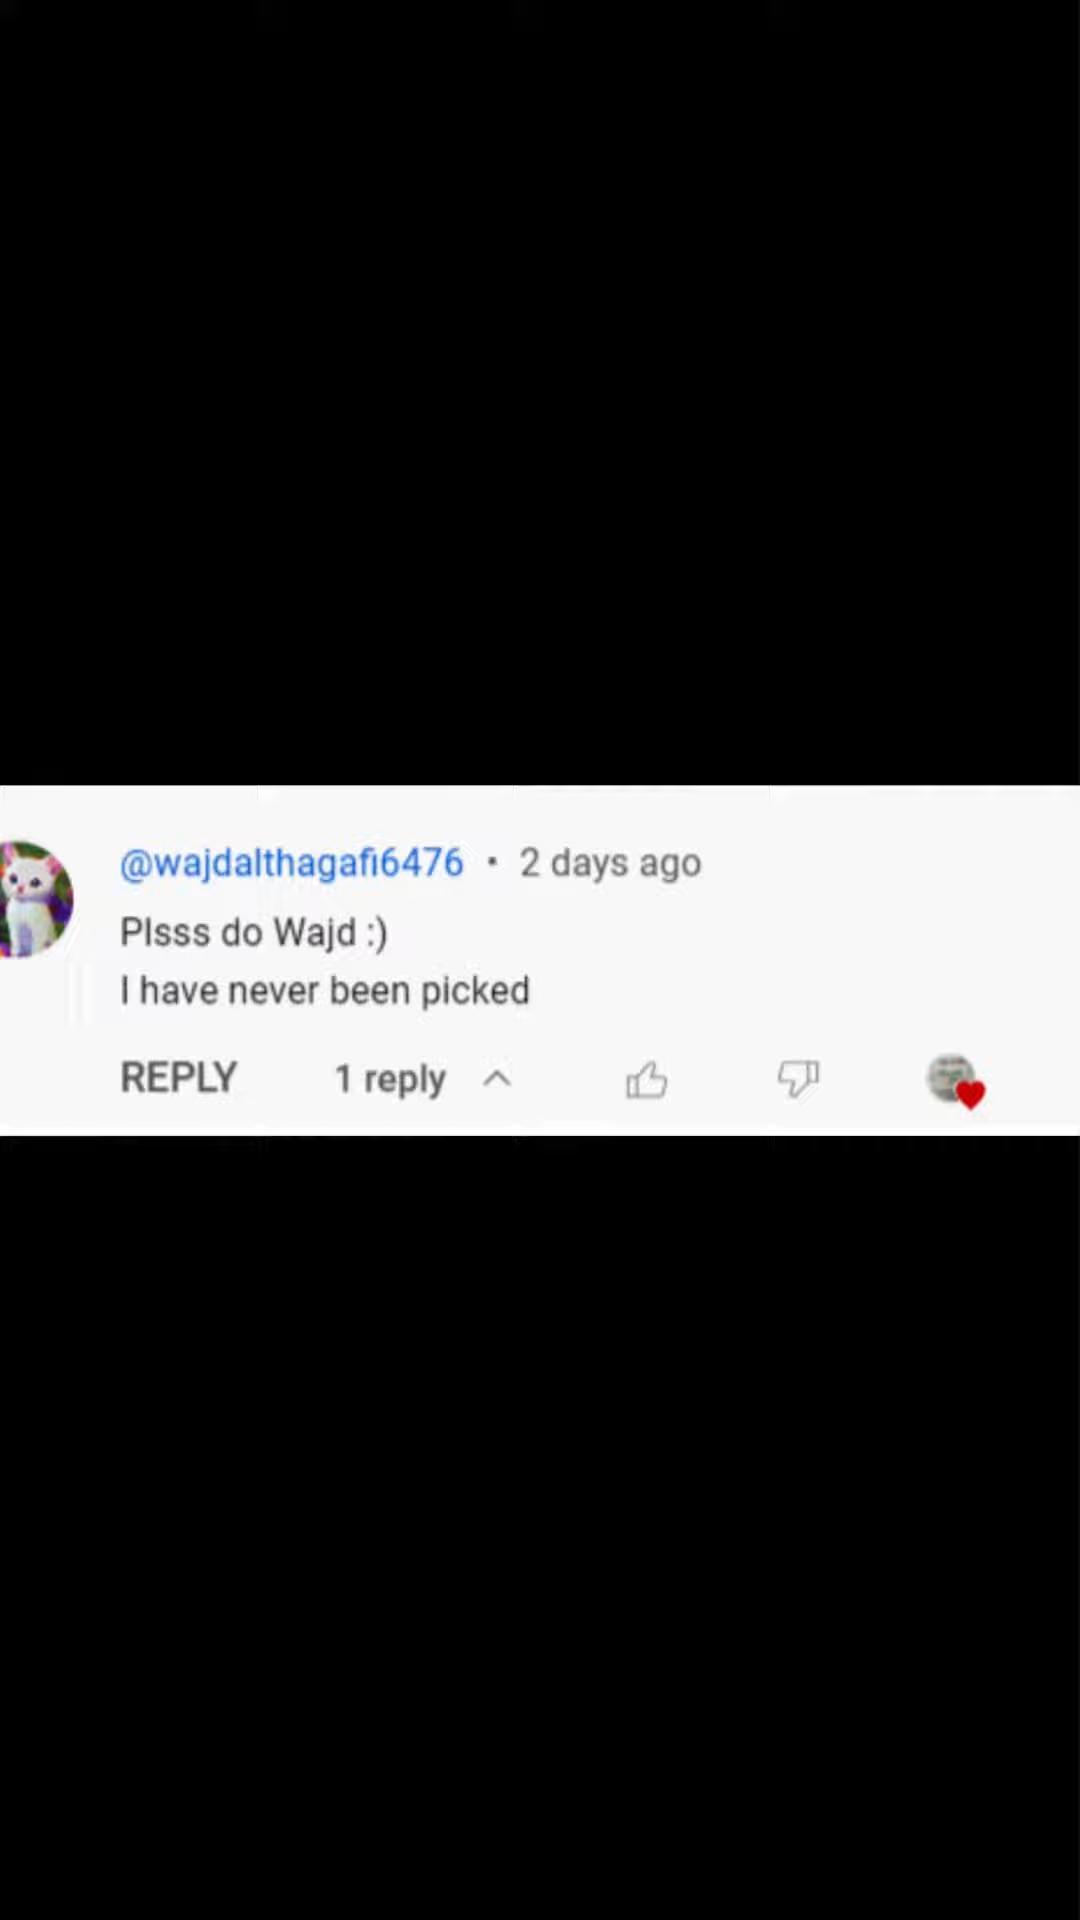 @wajdalthagafi6476 · 2 days ago
Plsss do Wajd :)
I have never been picked
REPLY 1 reply